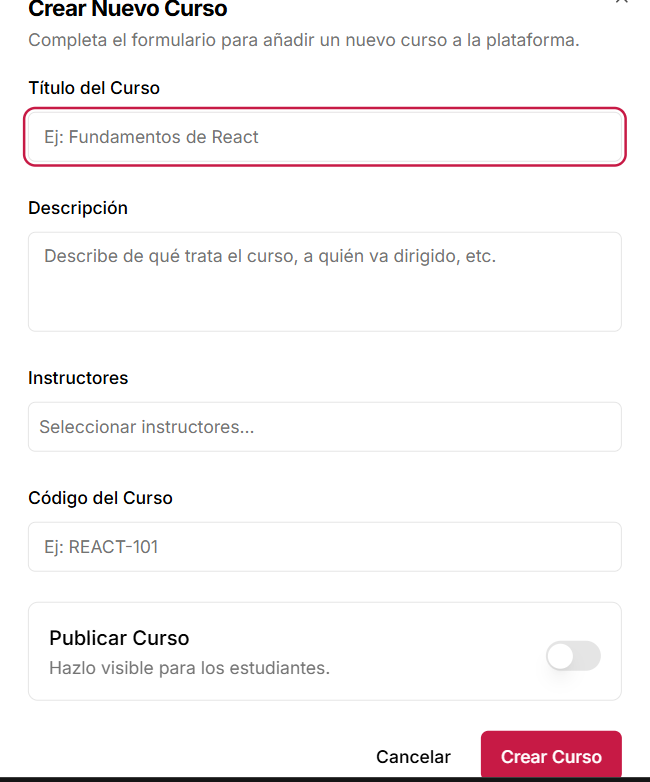 Crear Nuevo Curso
Completa el formulario para añadir un nuevo curso a la plataforma.
Título del Curso
Ej: Fundamentos de React
Descripción
Describe de qué trata el curso, a quién va dirigido, etc.
Instructores
Seleccionar instructores...
Código del Curso
Ej: REACT-101
Publicar Curso
Hazlo visible para los estudiantes.
Cancelar
Crear Curso